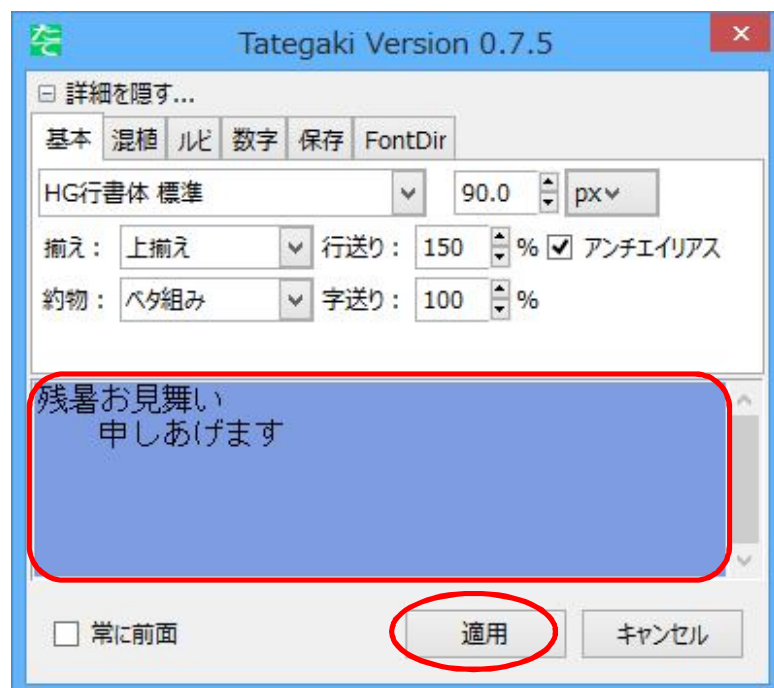 Tategaki Version 0.7.5
詳細を隠す...
基本 混植 ルビ 数字 保存 FontDir
HG行書体 標準 90.0 px
揃え： 上揃え 行送り： 150 % アンチエイリアス
約物： ベタ組み 字送り： 100 %
残暑お見舞い
申しあげます
常に前面 適用 キャンセル